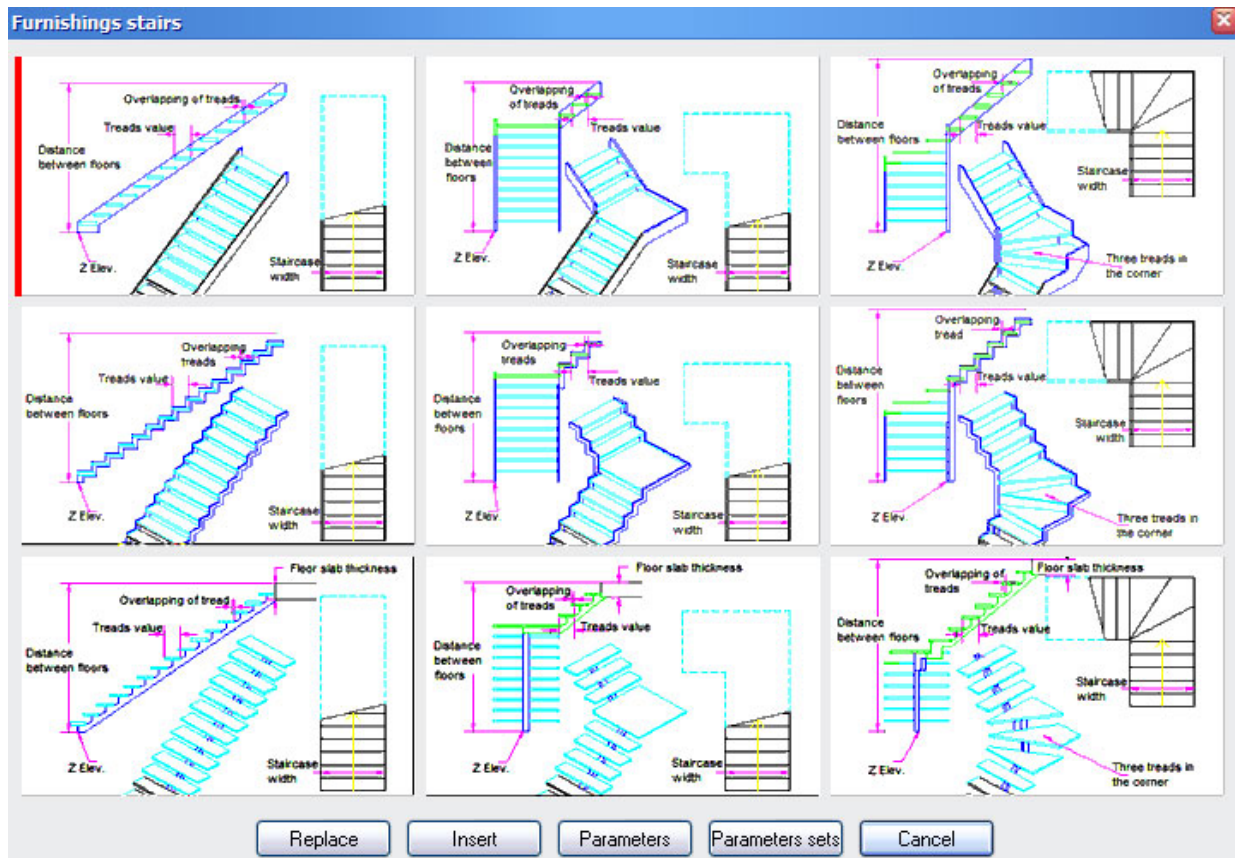 Furnishings stairs
Overlapping of treads
Treads value
Distance
between floors
Z Elev.
Staircase
width
Overlapping
of treads
Treads value
Distance
between
floors
Z Elev.
Staircase
width
Overlapping
of treads
Treads value
Distance
between floors
Staircase
width
Z Elev.
Three treads in
the corner
Overlapping
treads
Treads value
Distance
between floors
Z Elev.
Staircase
width
Overlapping
treads
Treads value
Distance
between floors
Z Elev.
Staircase
width
Overlapping
tread
Treads value
Distance
between
floors
Staircase
width
Z Elev.
Three treads in
the corner
Floor slab thickness
Overlapping of tread
Treads value
Distance
between floors
Z Elev.
Staircase
width
Floor slab thickness
Overlapping
of treads
Treads value
Distance
between
floors
Z Elev.
Staircase
width
Floor slab thickness
Overlapping of
treads
Treads value
Distance
between floors
Staircase
width
Z Elev.
Three treads in
the corner
Replace
Insert
Parameters
Parameters sets
Cancel